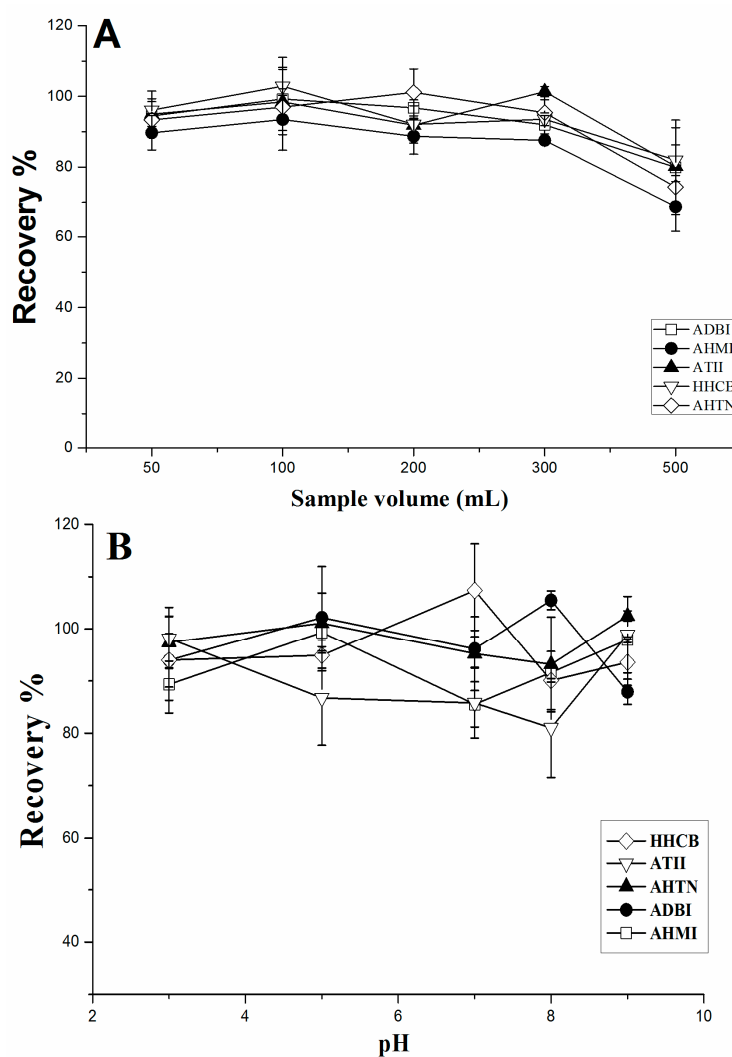 A
120
100
80
60
40
20
0
Recovery %
50 100 200 300 500
Sample volume (mL)
ADBI
AHMI
ATII
HHCB
AHTN
B
120
100
80
60
40
Recovery %
2 4 6 8 10
pH
HHCB
ATII
AHTN
ADBI
AHMI